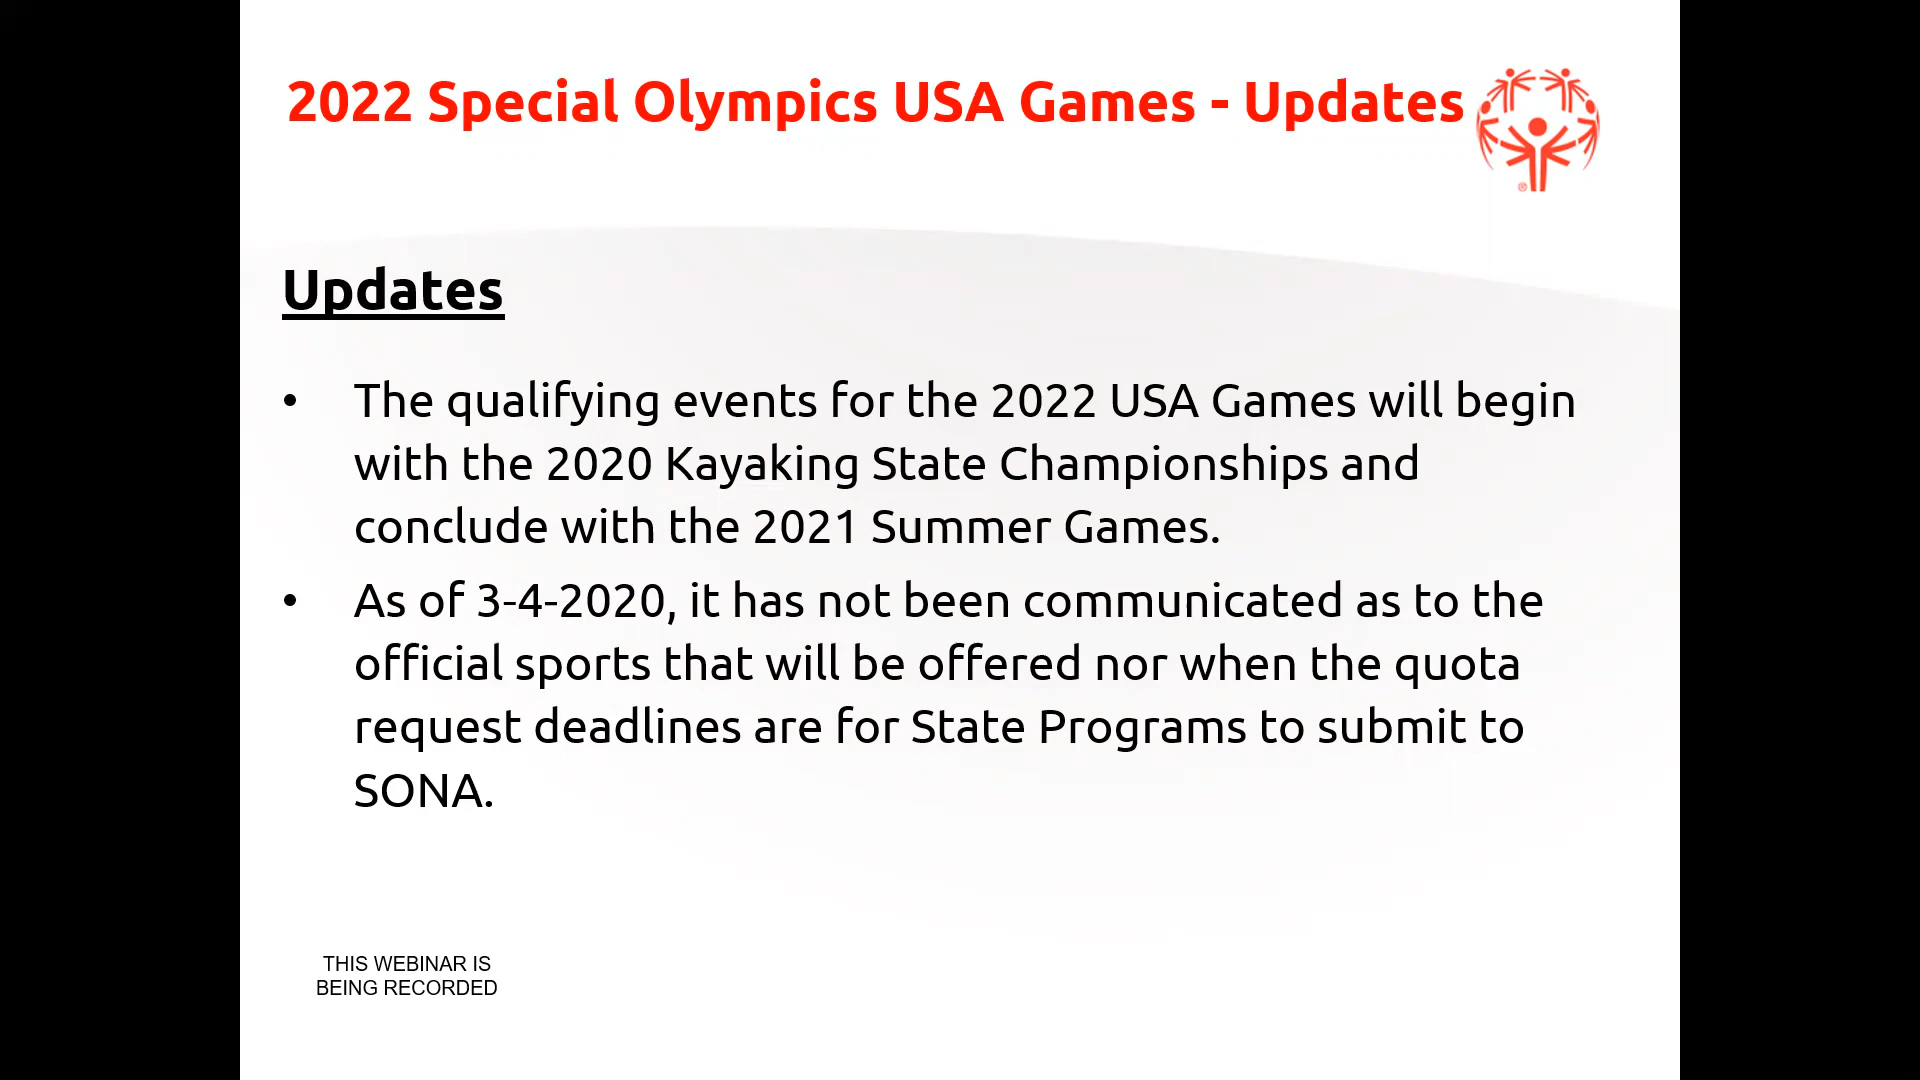 2022 Special Olympics USA Games - Updates
®
Updates
• The qualifying events for the 2022 USA Games will begin
with the 2020 Kayaking State Championships and
conclude with the 2021 Summer Games.
• As of 3-4-2020, it has not been communicated as to the
official sports that will be offered nor when the quota
request deadlines are for State Programs to submit to
SONA.
THIS WEBINAR IS
BEING RECORDED